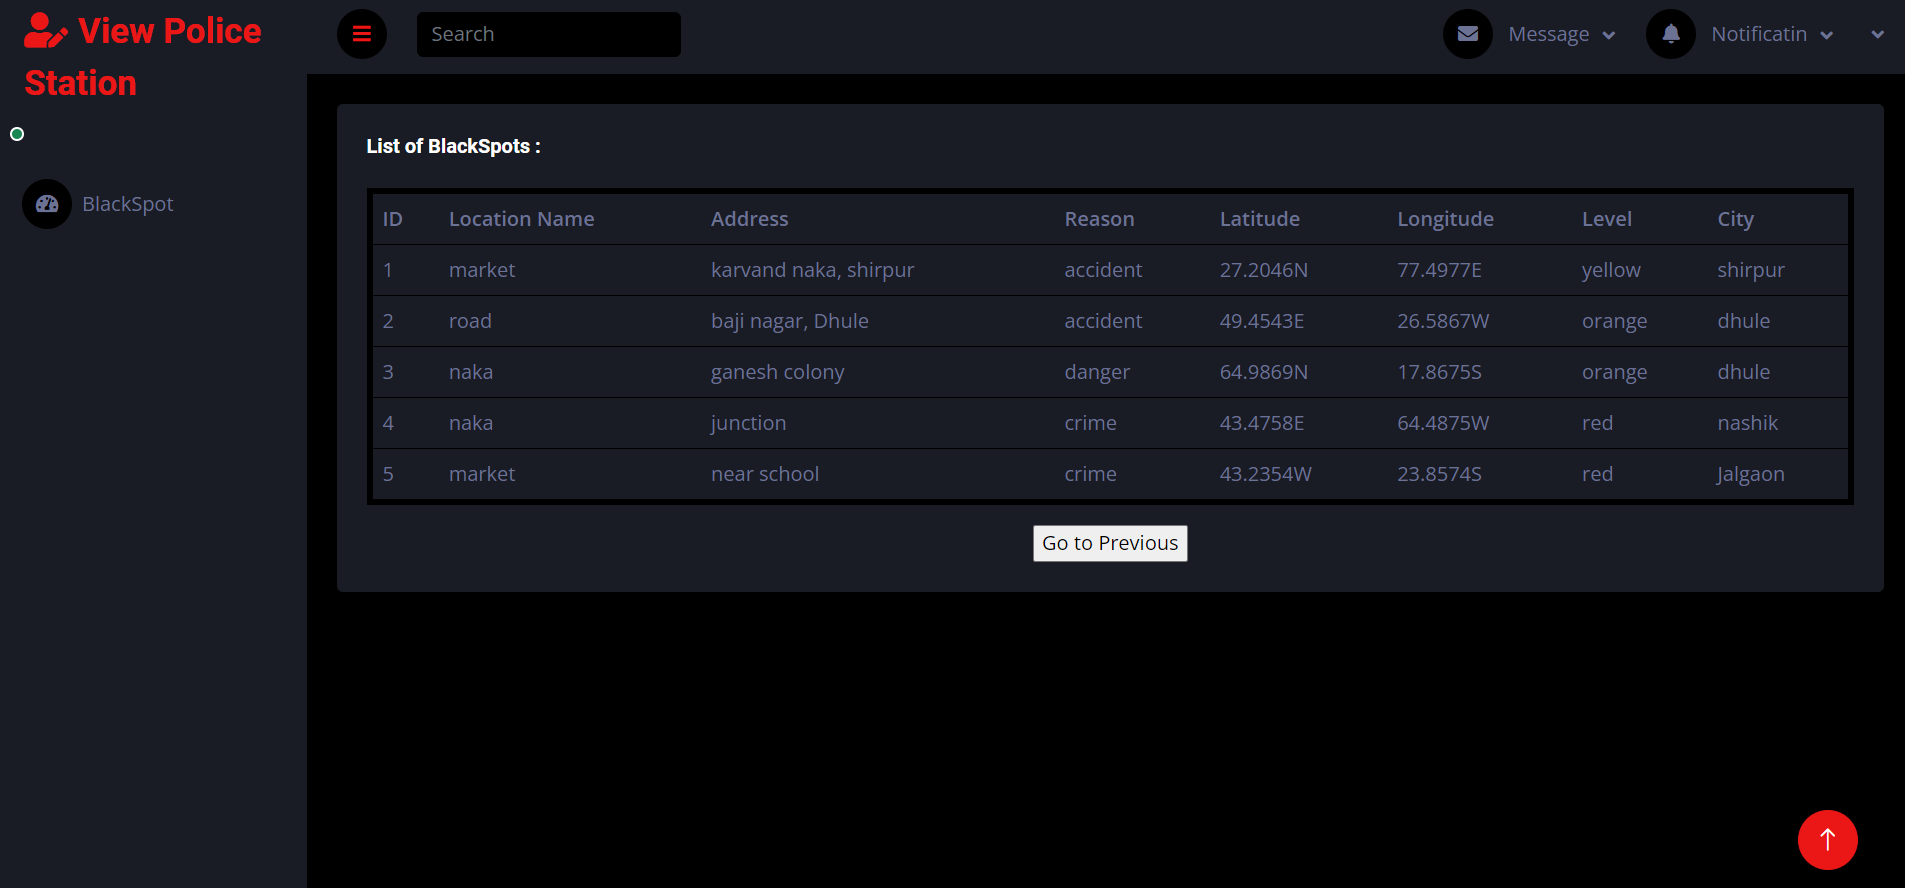 View Police
Station
BlackSpot
Search
Message
Notificatin
List of BlackSpots :
ID Location Name Address Reason Latitude Longitude Level City
1 market karvand naka, shirpur accident 27.2046N 77.4977E yellow shirpur
2 road baji nagar, Dhule accident 49.4543E 26.5867W orange dhule
3 naka ganesh colony danger 64.9869N 17.8675S orange dhule
4 naka junction crime 43.4758E 64.4875W red nashik
5 market near school crime 43.2354W 23.8574S red Jalgaon
Go to Previous